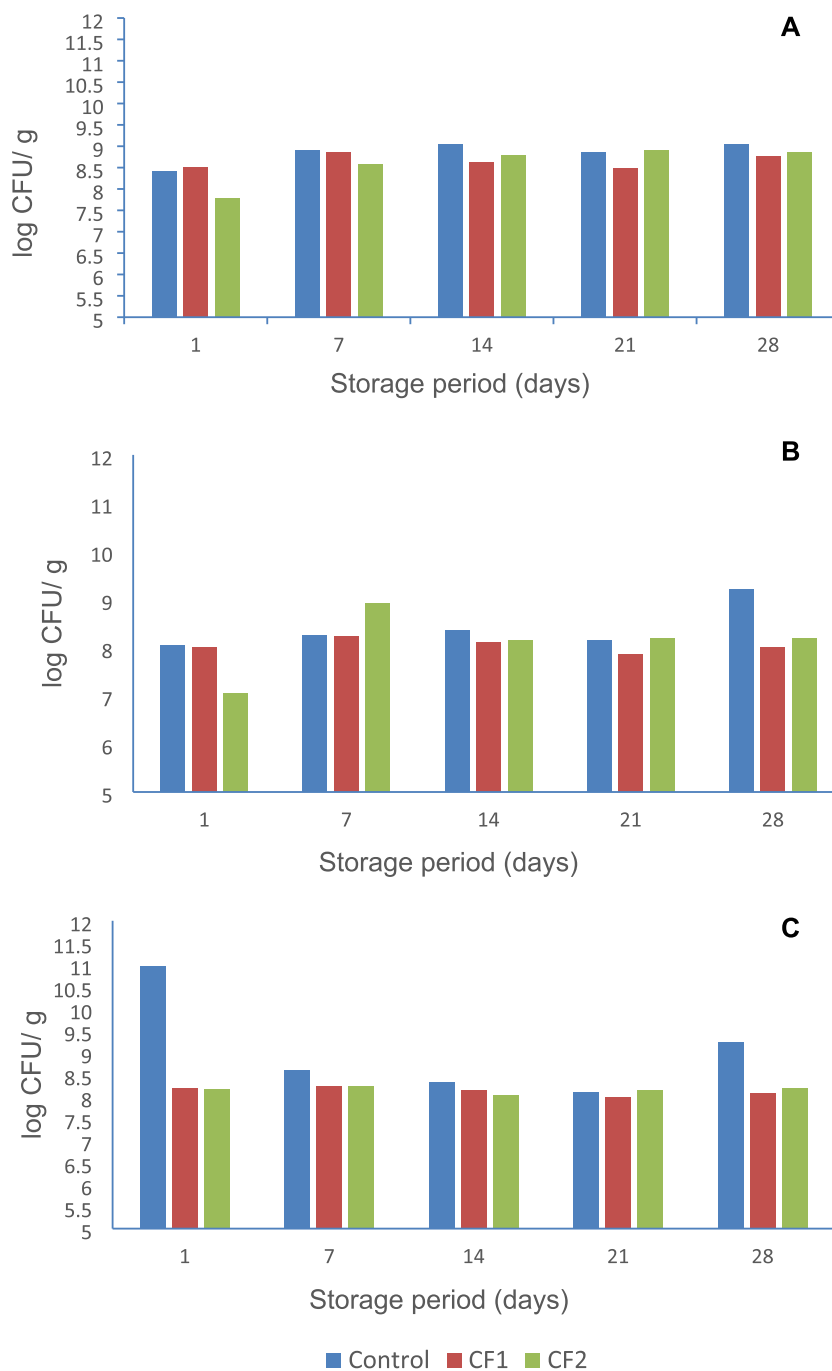 A
12
11.5
11
10.5
10
9.5
9
8.5
8
7.5
7
6.5
6
5.5
5
log CFU/ g
1 7 14 21 28
Storage period (days)
B
12
11
10
9
8
7
6
5
log CFU/ g
1 7 14 21 28
Storage period (days)
C
12
11.5
11
10.5
10
9.5
9
8.5
8
7.5
7
6.5
6
5.5
5
log CFU/ g
1 7 14 21 28
Storage period (days)
Control CF1 CF2